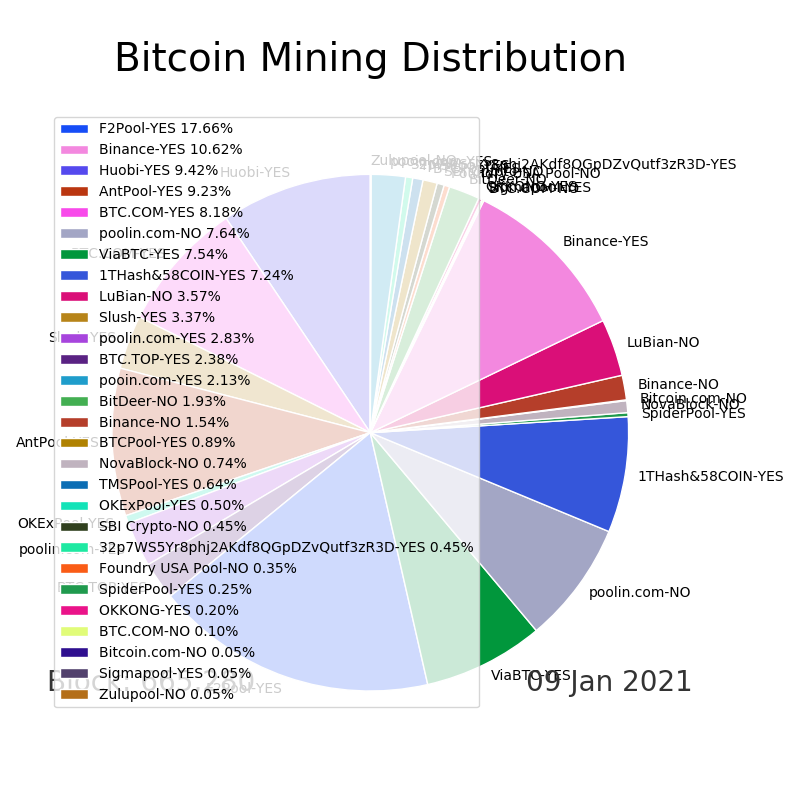 Bitcoin Mining Distribution
F2Pool-YES 17.66%
Binance-YES 10.62%
Huobi-YES 9.42%
AntPool-YES 9.23%
BTC.COM-YES 8.18%
poolin.com-NO 7.64%
ViaBTC-YES 7.54%
1THash&58COIN-YES 7.24%
LuBian-NO 3.57%
Slush-YES 3.37%
poolin.com-YES 2.83%
BTC.TOP-YES 2.38%
pooin.com-YES 2.13%
BitDeer-NO 1.93%
Binance-NO 1.54%
BTCPool-YES 0.89%
NovaBlock-NO 0.74%
TMSPool-YES 0.64%
OKExPool-YES 0.50%
SBI Crypto-NO 0.45%
32p7WS5Yr8phj2AKdf8QGpDZvQutf3zR3D-YES 0.45%
Foundry USA Pool-NO 0.35%
SpiderPool-YES 0.25%
OKKONG-YES 0.20%
BTC.COM-NO 0.10%
Bitcoin.com-NO 0.05%
Sigmapool-YES 0.05%
Zulupool-NO 0.05%
Zulupool-NO
Huobi-YES
Binance-YES
LuBian-NO
Binance-NO
Bitcoin.com-NO
NovaBlock-NO
SpiderPool-YES
1THash&58COIN-YES
poolin.com-NO
ViaBTC-YES
F2Pool-YES
09 Jan 2021